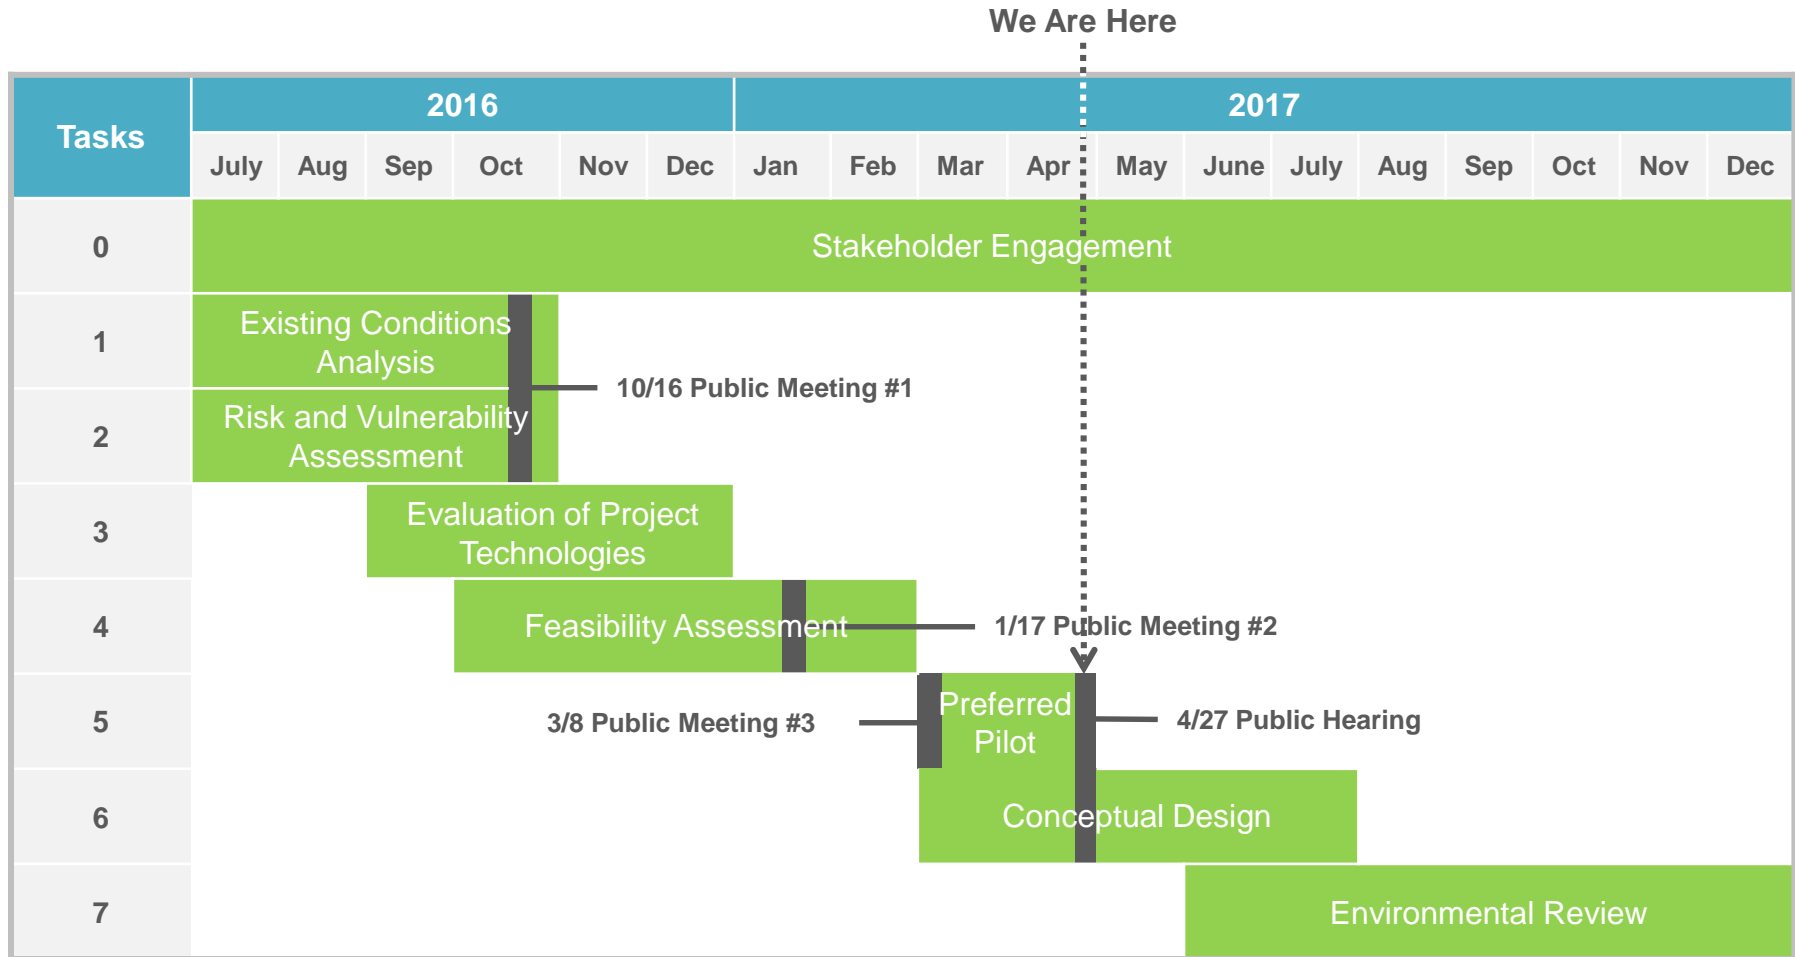 We Are Here
Tasks
2016
2017
July
Aug
Sep
Oct
Nov
Dec
Jan
Feb
Mar
Apr
May
June
July
Aug
Sep
Oct
Nov
Dec
0
Stakeholder Engagement
1
Existing Conditions
Analysis
10/16 Public Meeting #1
2
Risk and Vulnerability
Assessment
3
Evaluation of Project
Technologies
4
Feasibility Assessment
1/17 Public Meeting #2
5
3/8 Public Meeting #3
Preferred
Pilot
4/27 Public Hearing
6
Conceptual Design
7
Environmental Review